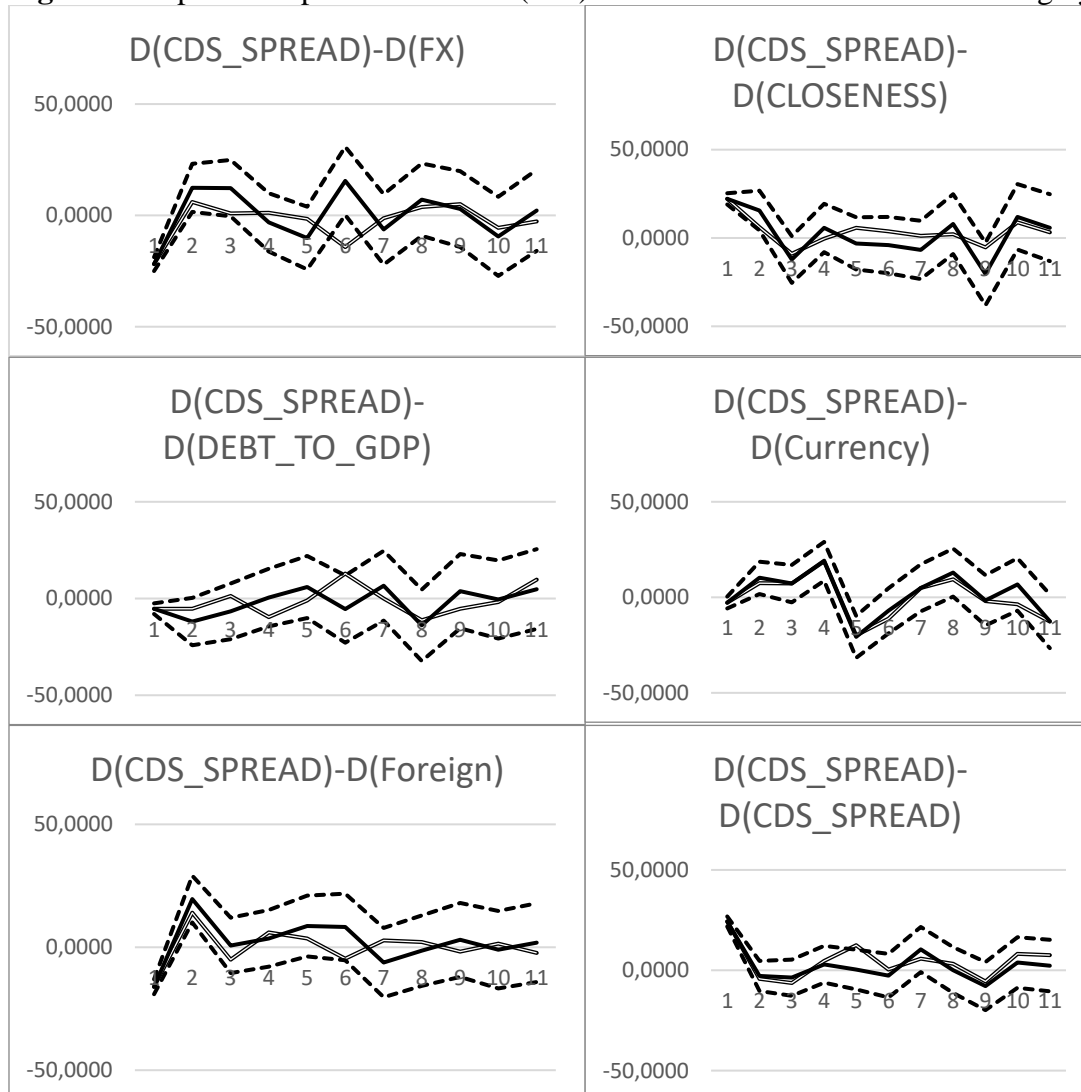 D(CDS_SPREAD)-D(FX)
50,0000
0,0000
-50,0000
1 2 3 4 5 6 7 8 9 10 11
D(CDS_SPREAD)-
D(CLOSENESS)
50,0000
0,0000
-50,0000
1 2 3 4 5 6 7 8 9 10 11
D(CDS_SPREAD)-
D(DEBT_TO_GDP)
50,0000
0,0000
-50,0000
1 2 3 4 5 6 7 8 9 10 11
D(CDS_SPREAD)-
D(Currency)
50,0000
0,0000
-50,0000
1 2 3 4 5 6 7 8 9 10 11
D(CDS_SPREAD)-D(Foreign)
50,0000
0,0000
-50,0000
1 2 3 4 5 6 7 8 9 10 11
D(CDS_SPREAD)-
D(CDS_SPREAD)
50,0000
0,0000
-50,0000
1 2 3 4 5 6 7 8 9 10 11